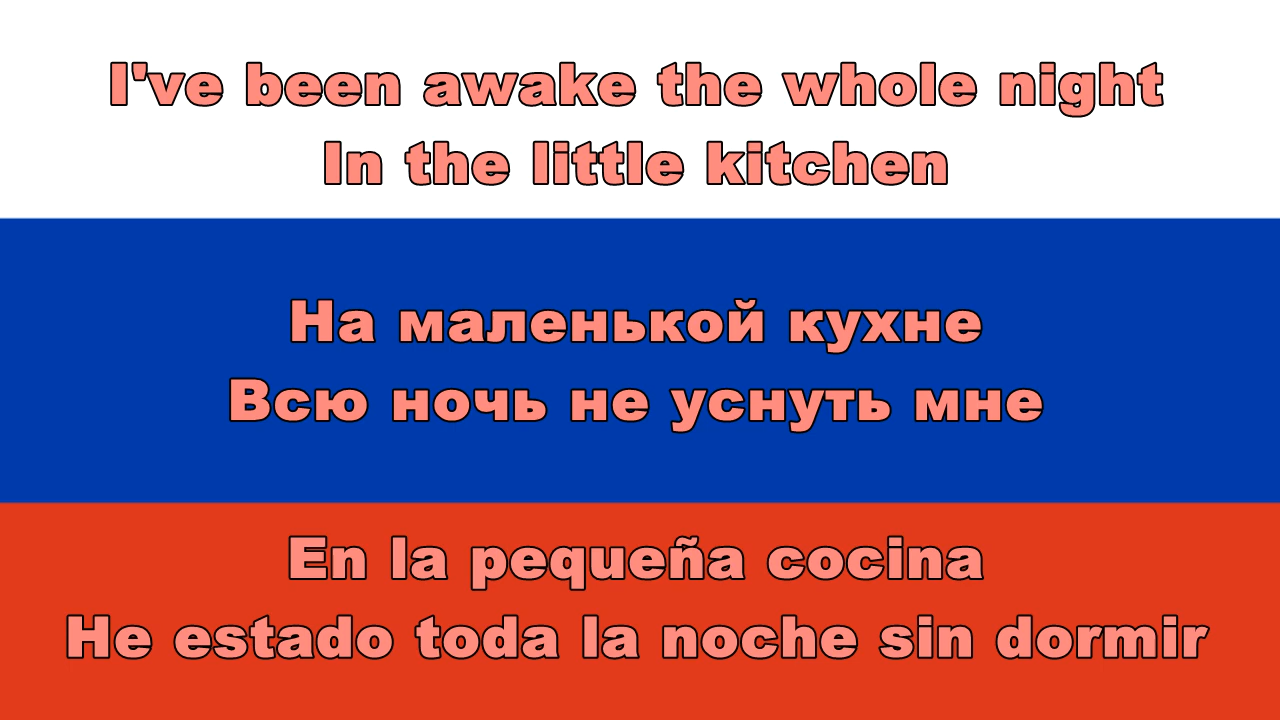 I've been awake the whole night
In the little kitchen
На маленькой кухне
Всю ночь не уснуть мне
En la pequeña cocina
He estado toda la noche sin dormir